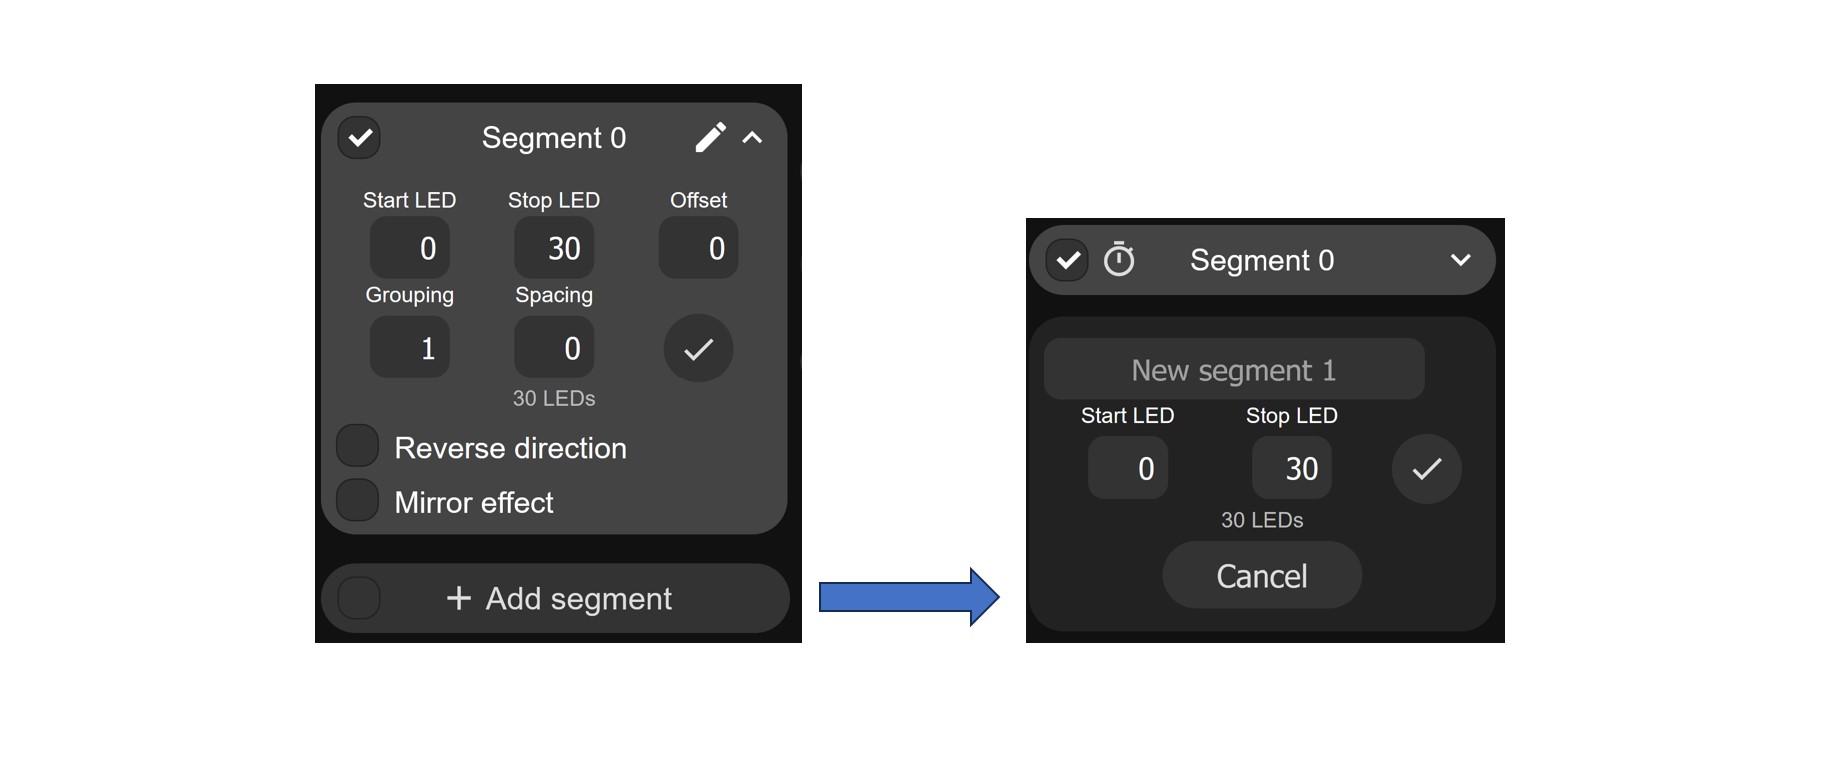 Segment 0
Start LED Stop LED Offset
0 30 0
Grouping Spacing
1 0
30 LEDs
Reverse direction
Mirror effect
+ Add segment
Segment 0
New segment 1
Start LED Stop LED
0 30
30 LEDs
Cancel